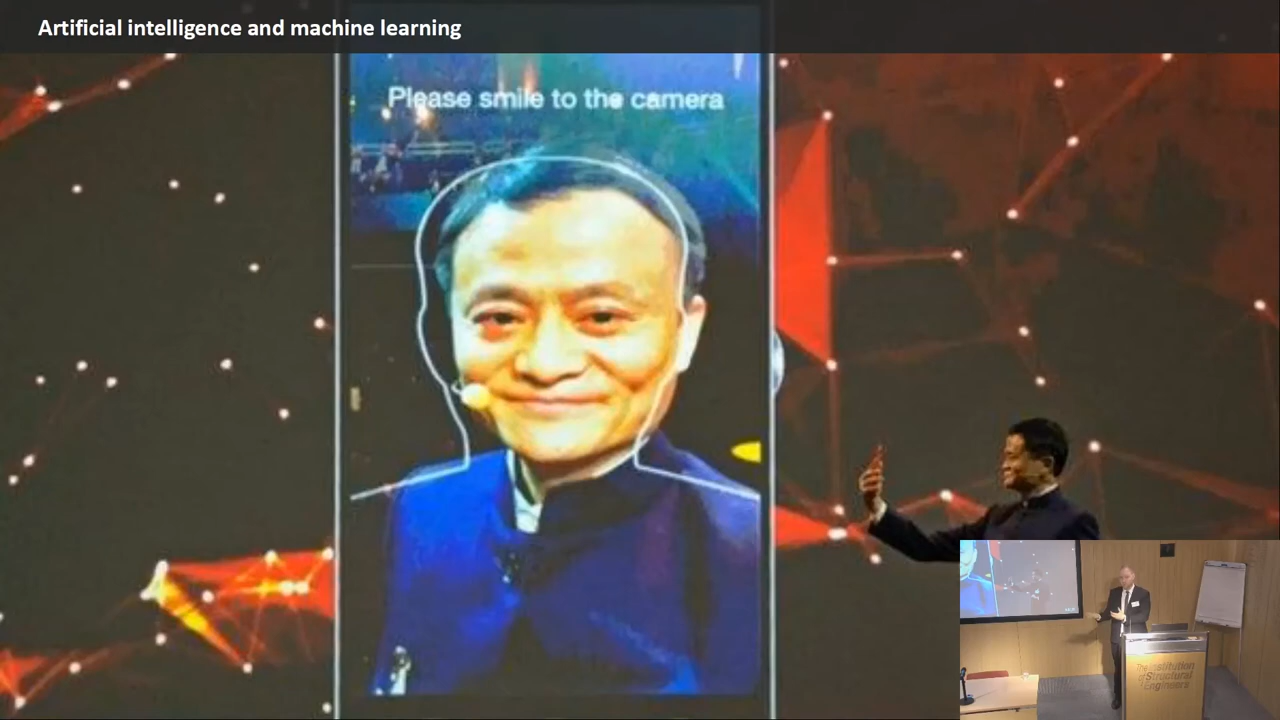 Artificial intelligence and machine learning
Please smile to the camera
The Institution
of Structural
Engineers